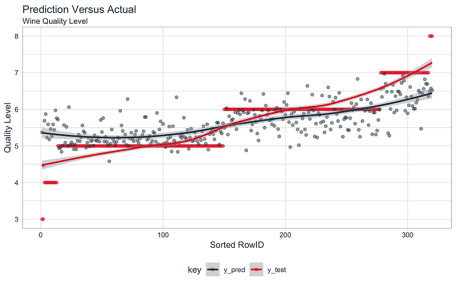 Prediction Versus Actual
Wine Quality Level
8
7
6
5
4
3
Quality Level
0
100
200
300
Sorted RowID
key y_pred y_test